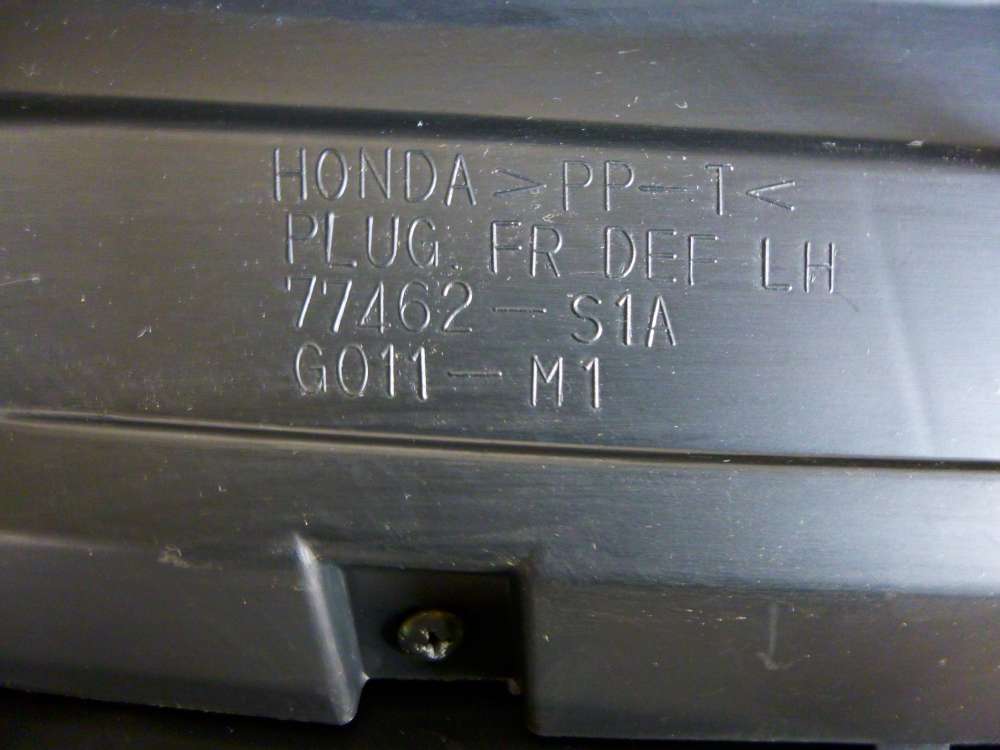 HONDA >PP-T<
PLUG. FR DEF LH
77462-S1A
G011-M1